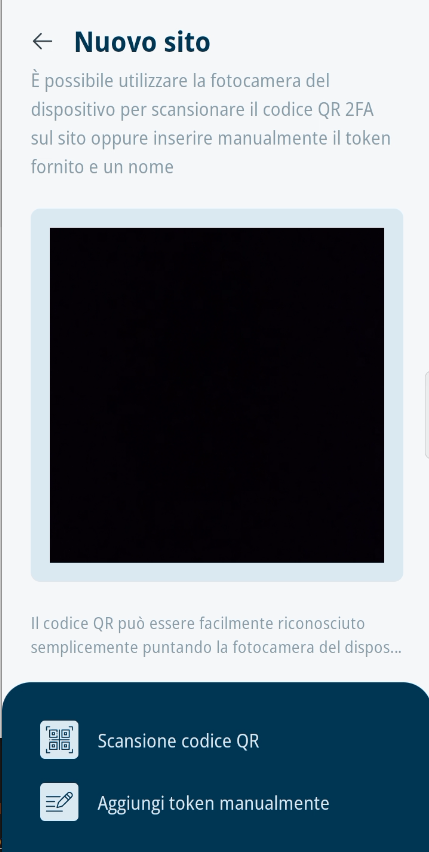 Nuovo sito
È possibile utilizzare la fotocamera del
dispositivo per scansionare il codice QR 2FA
sul sito oppure inserire manualmente il token
fornito e un nome
Il codice QR può essere facilmente riconosciuto
semplicemente puntando la fotocamera del dispos...
Scansione codice QR
Aggiungi token manualmente